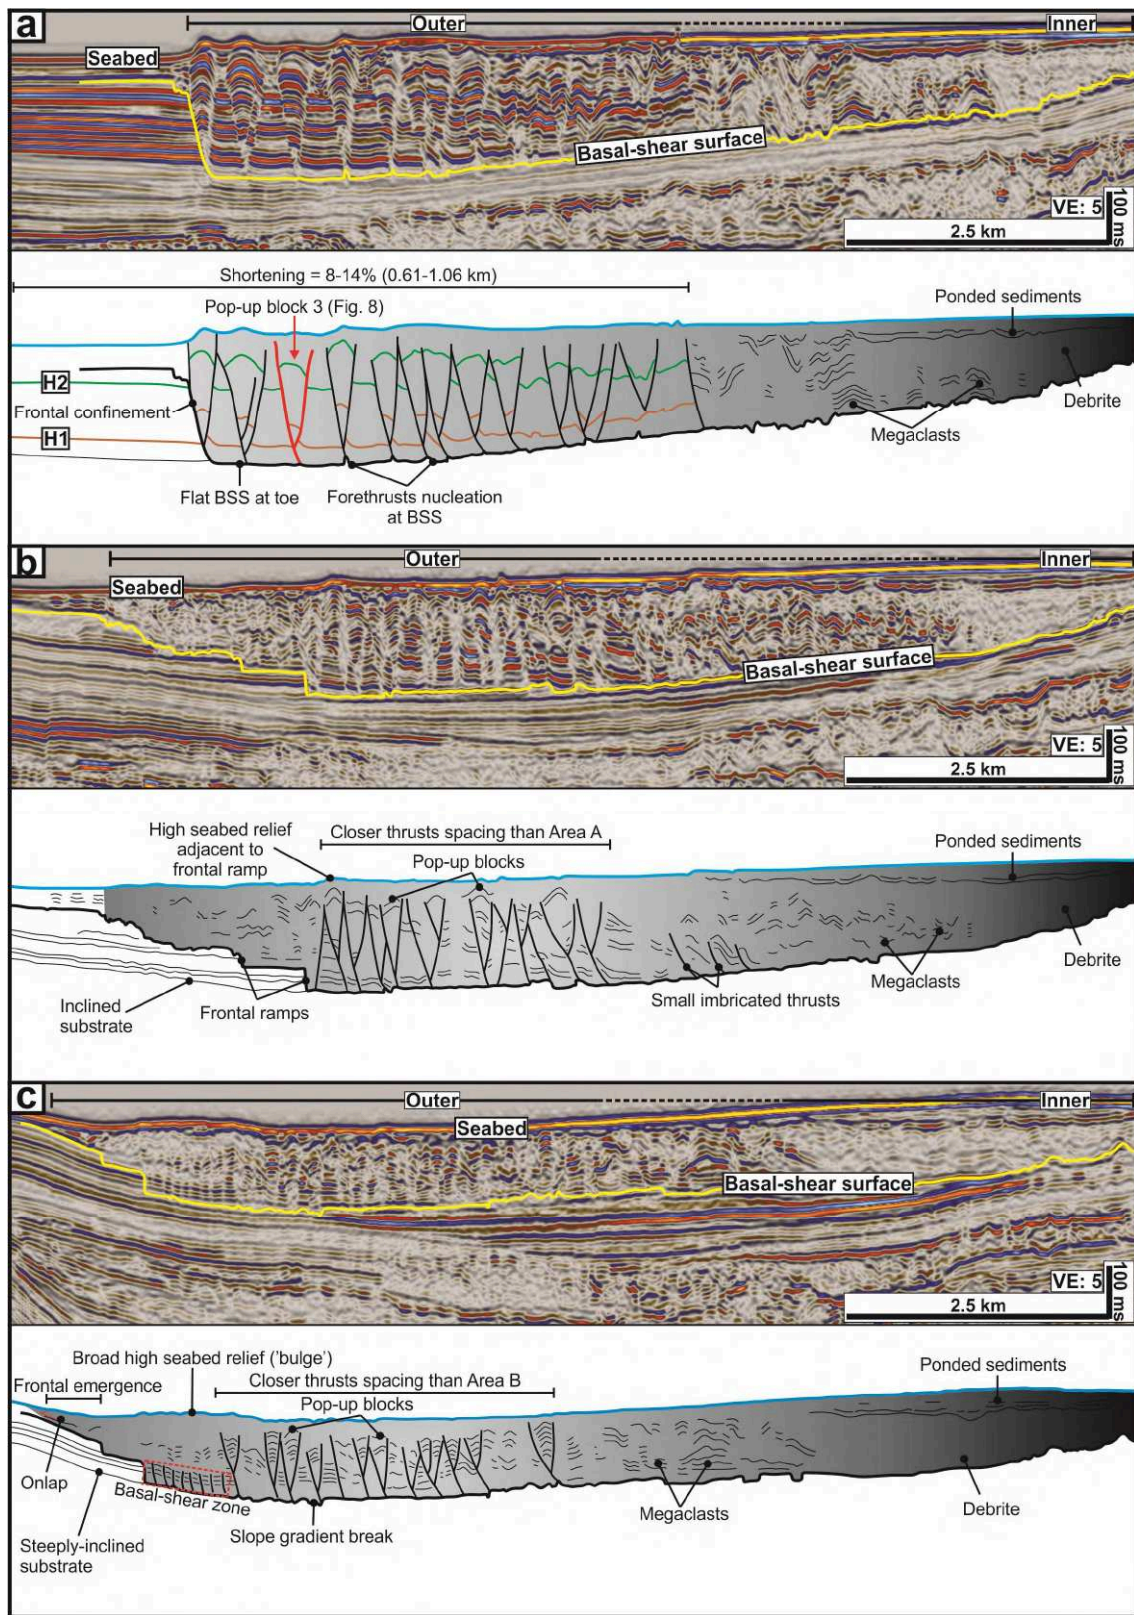 a
Outer
Inner
Seabed
Basal-shear surface
VE: 5
100 ms
2.5 km
Shortening = 8-14% (0.61-1.06 km)
Pop-up block 3 (Fig. 8)
Ponded sediments
H2
Frontal confinement
H1
Debrite
Megaclasts
Flat BSS at toe
Forethrusts nucleation
at BSS
b
Outer
Inner
Seabed
Basal-shear surface
VE: 5
100 ms
2.5 km
High seabed relief
adjacent to
frontal ramp
Closer thrusts spacing than Area A
Pop-up blocks
Ponded sediments
Debrite
Megaclasts
Small imbricated thrusts
Inclined
substrate
Frontal ramps
c
Outer
Inner
Seabed
Basal-shear surface
VE: 5
100 ms
2.5 km
Broad high seabed relief ('bulge')
Frontal emergence
Closer thrusts spacing than Area B
Pop-up blocks
Ponded sediments
Onlap
Basal-shear zone
Megaclasts
Debrite
Slope gradient break
Steeply-inclined
substrate